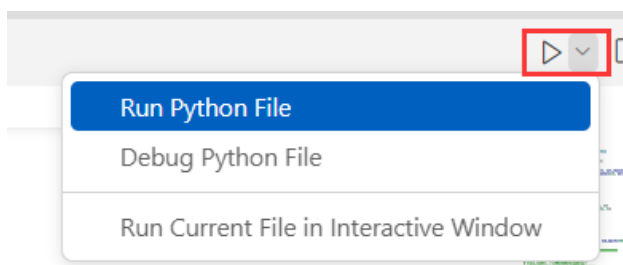 Run Python File
Debug Python File
Run Current File in Interactive Window